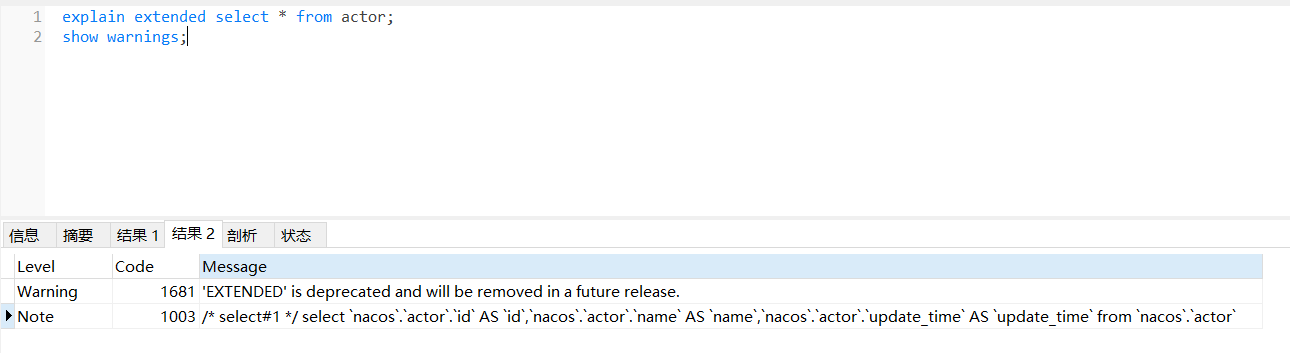 1 explain extended select * from actor;
2 show warnings;
信息 摘要 结果 1 结果 2 剖析 状态
Level Code Message
Warning 1681 'EXTENDED' is deprecated and will be removed in a future release.
Note 1003 /* select#1 */ select `nacos`.`actor`.`id` AS `id`,`nacos`.`actor`.`name` AS `name`,`nacos`.`actor`.`update_time` AS `update_time` from `nacos`.`actor`